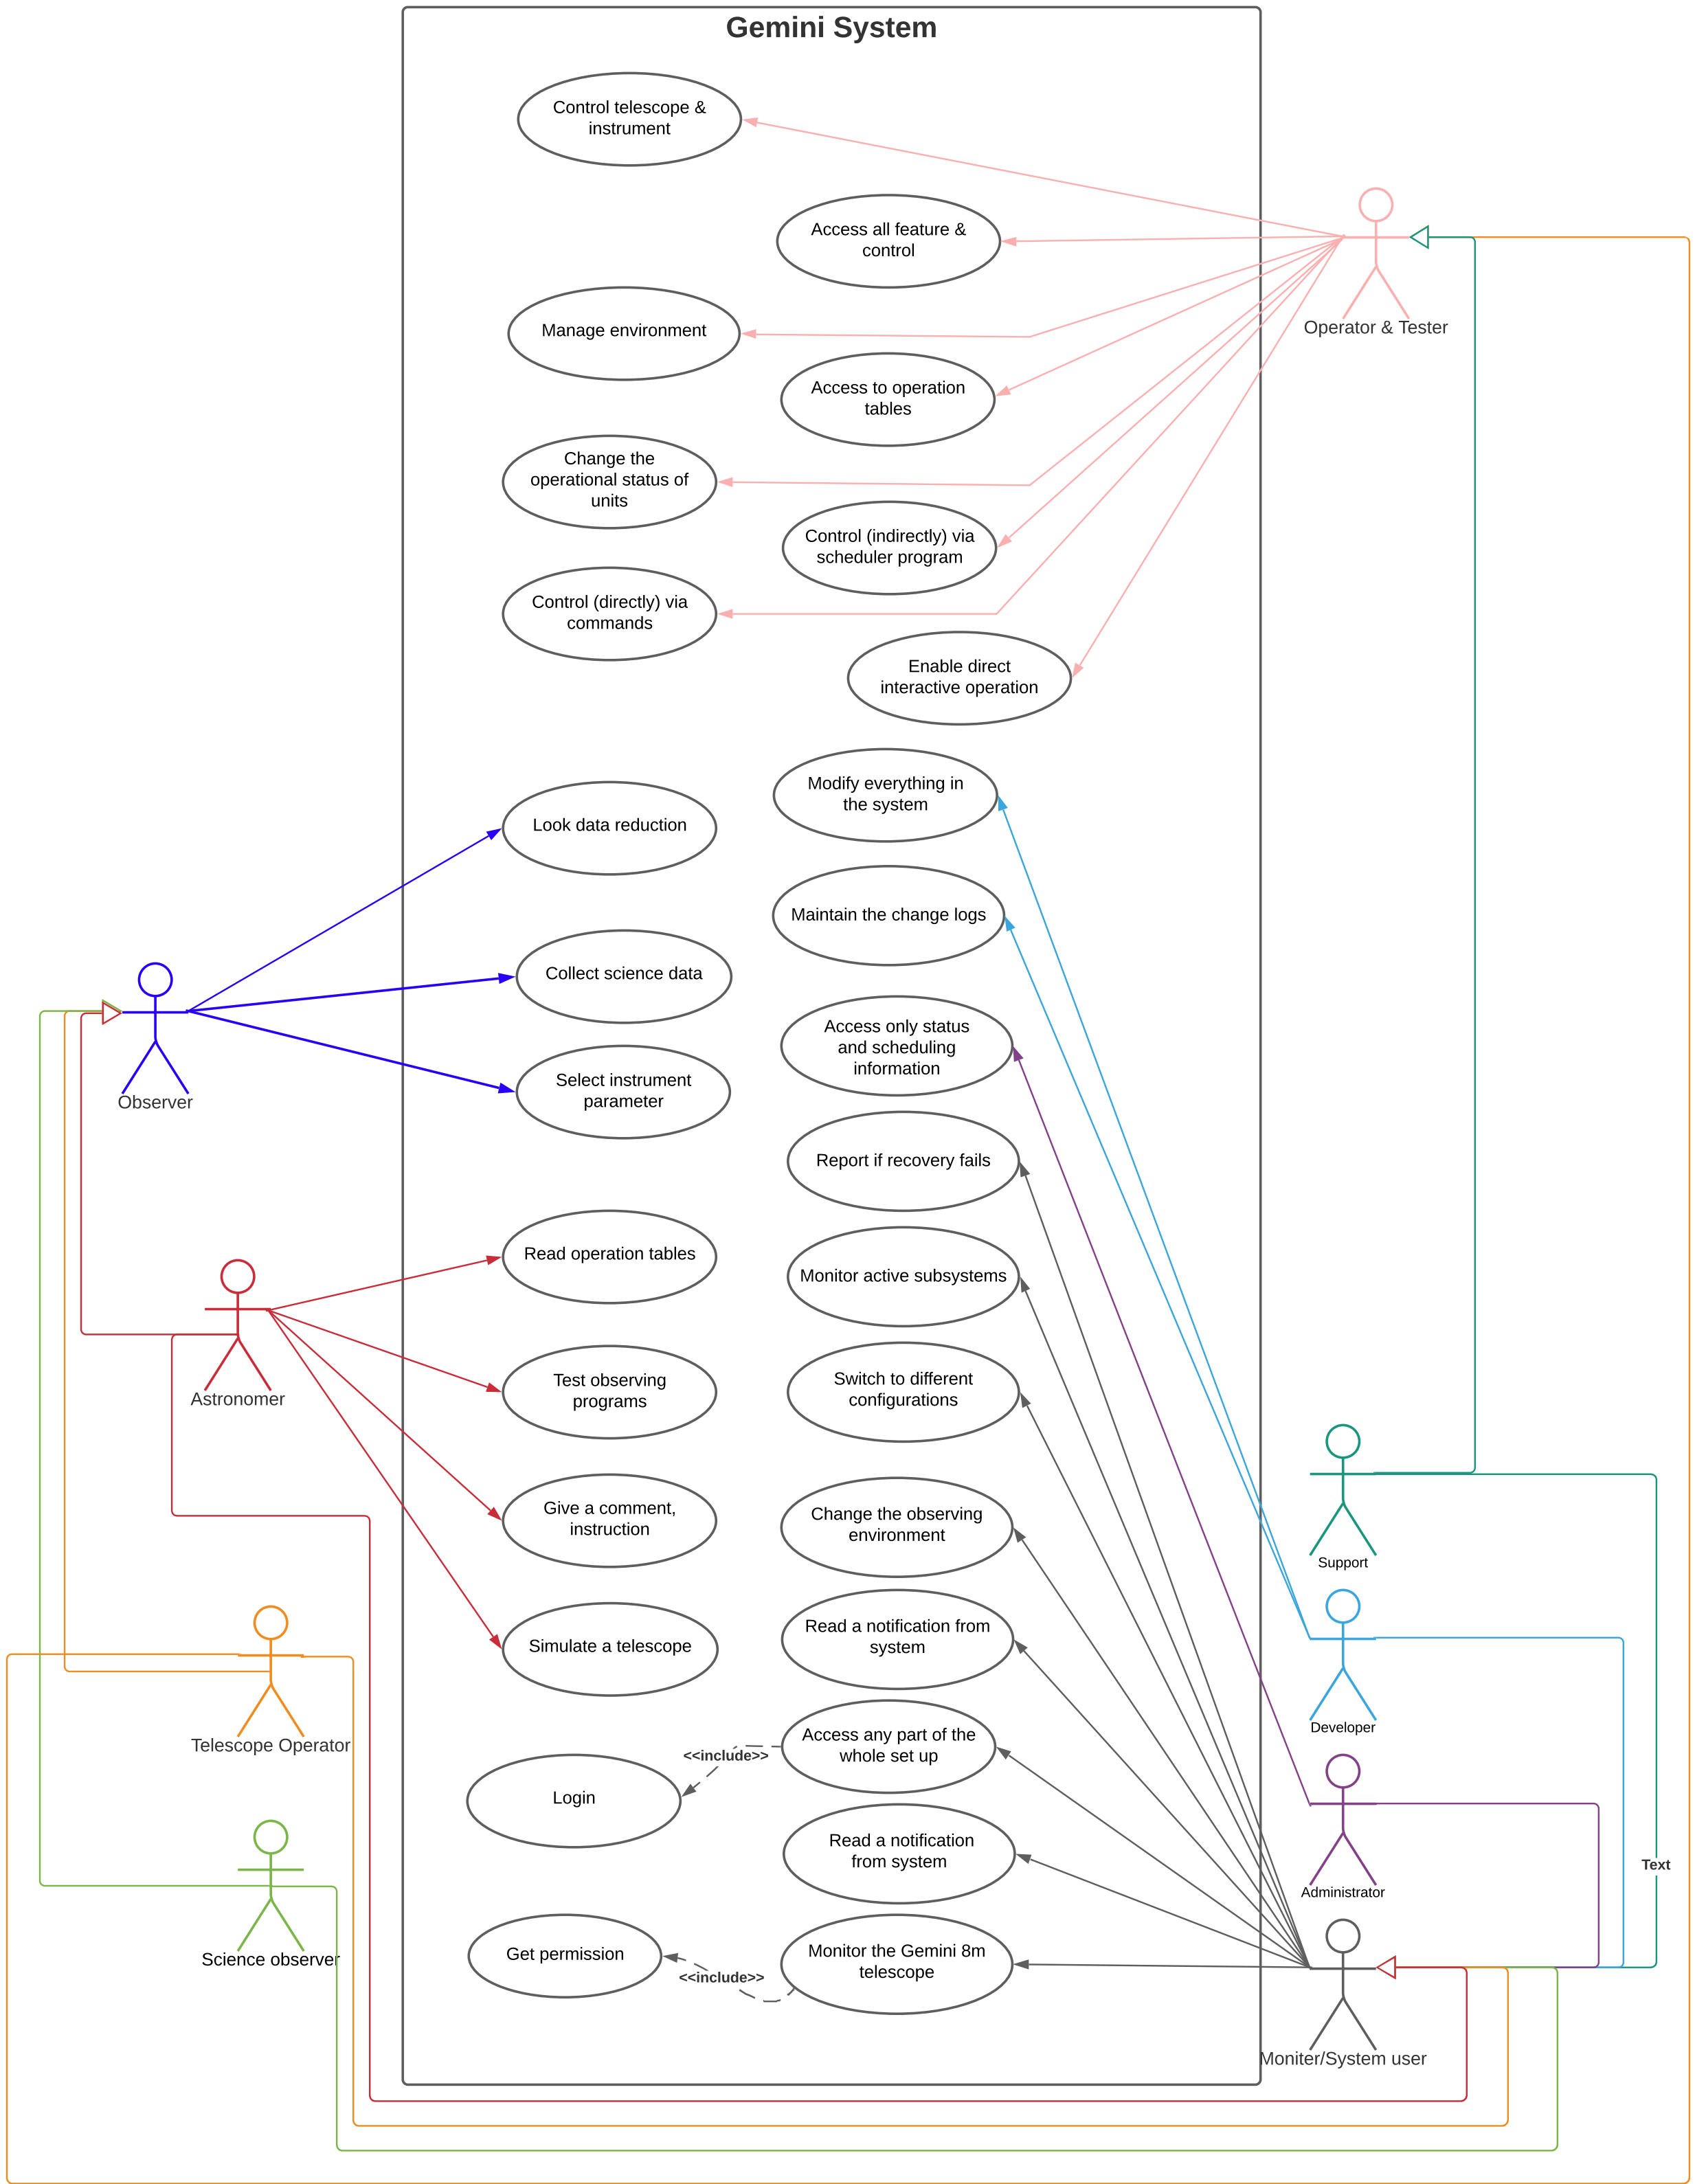 Gemini System
Control telescope &
instrument
Access all feature &
control
Operator & Tester
Manage environment
Access to operation
tables
Change the
operational status of
units
Control (indirectly) via
scheduler program
Control (directly) via
commands
Enable direct
interactive operation
Modify everything in
the system
Look data reduction
Maintain the change logs
Collect science data
Access only status
and scheduling
information
Select instrument
parameter
Observer
Report if recovery fails
Read operation tables
Monitor active subsystems
Astronomer
Test observing
programs
Switch to different
configurations
Give a comment,
instruction
Change the observing
environment
Support
Read a notification from
system
Simulate a telescope
Developer
Telescope Operator
Access any part of the
whole set up
<<include>>
Login
Read a notification
from system
Text
Administrator
Science observer
Get permission
Monitor the Gemini 8m
telescope
<<include>>
Moniter/System user